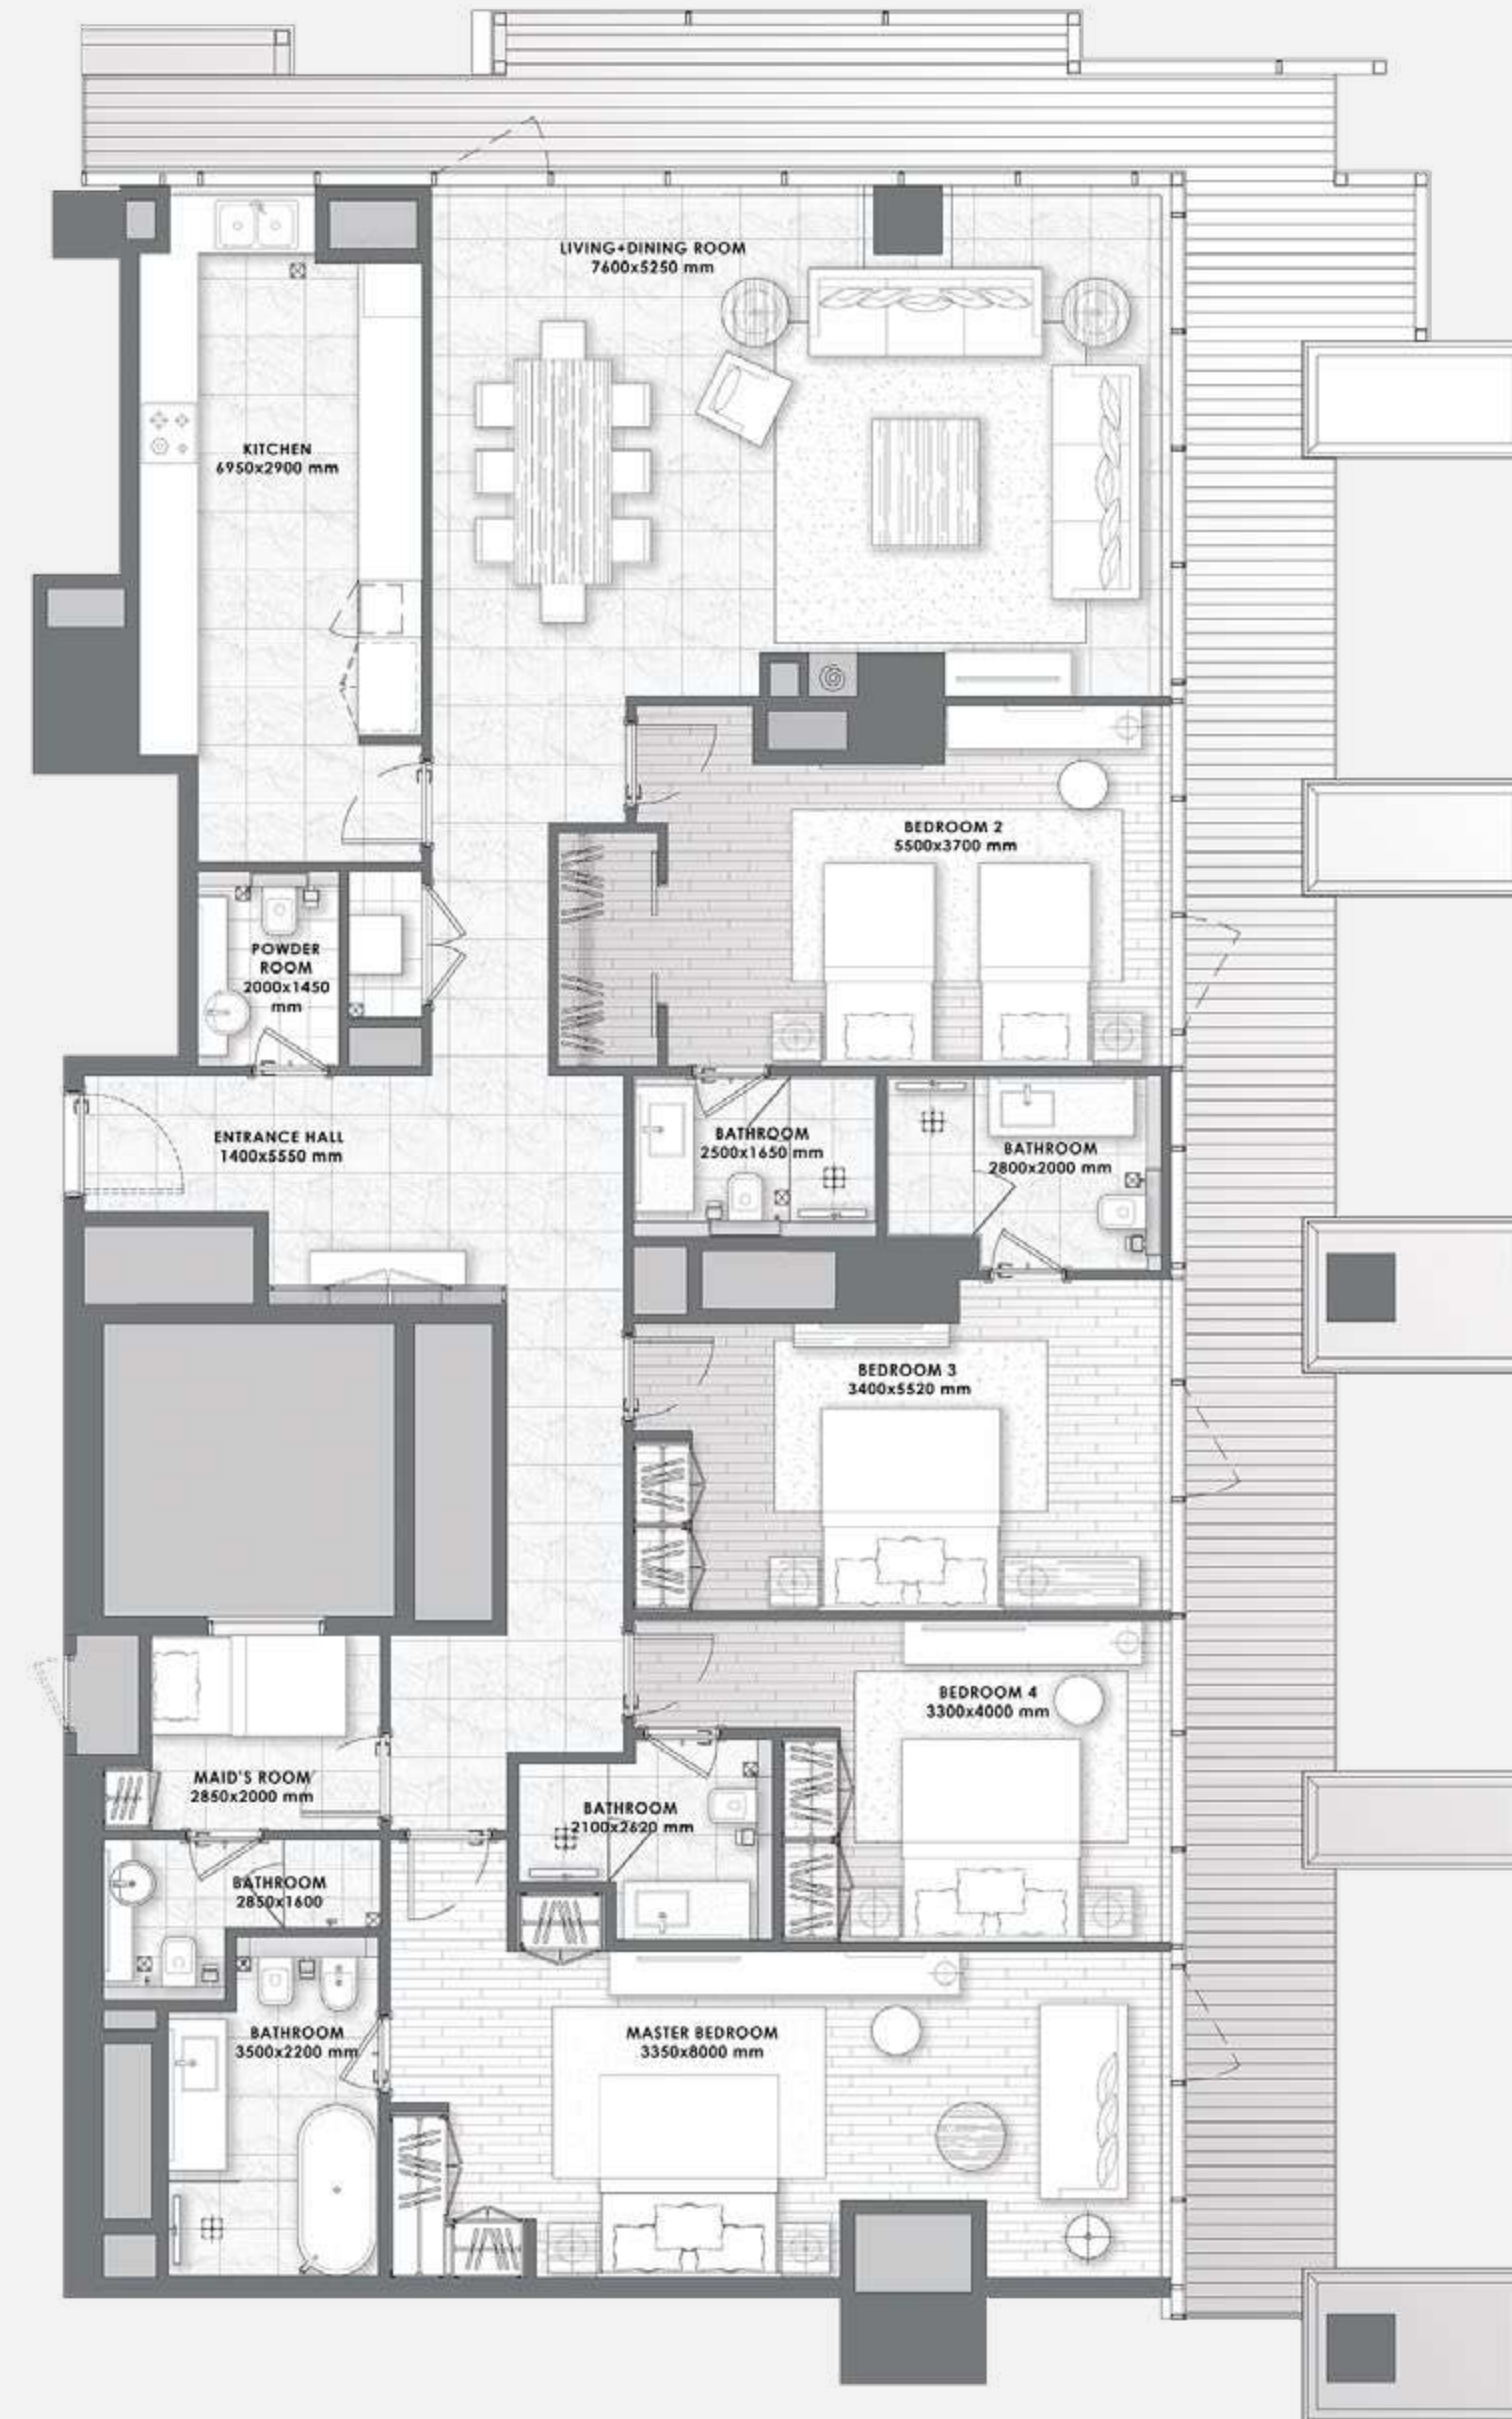 LIVING+DINING ROOM
7600x5250 mm
KITCHEN
6950x2900 mm
BEDROOM 2
5500x3700 mm
POWDER
ROOM
2000x1450
mm
ENTRANCE HALL
1400x5550 mm
BATHROOM
2500x1650 mm
BATHROOM
2800x2000 mm
BEDROOM 3
3400x5520 mm
BEDROOM 4
3300x4000 mm
MAID'S ROOM
2850x2000 mm
BATHROOM
2100x2620 mm
BATHROOM
2850x1600
BATHROOM
3500x2200 mm
MASTER BEDROOM
3350x8000 mm